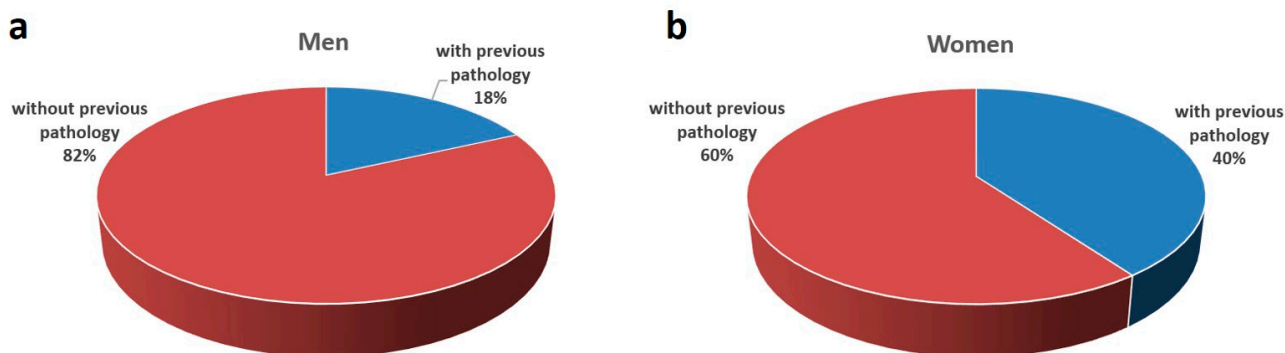 a
Men
with previous
pathology
18%
without previous
pathology
82%
b
Women
without previous
pathology
60%
with previous
pathology
40%